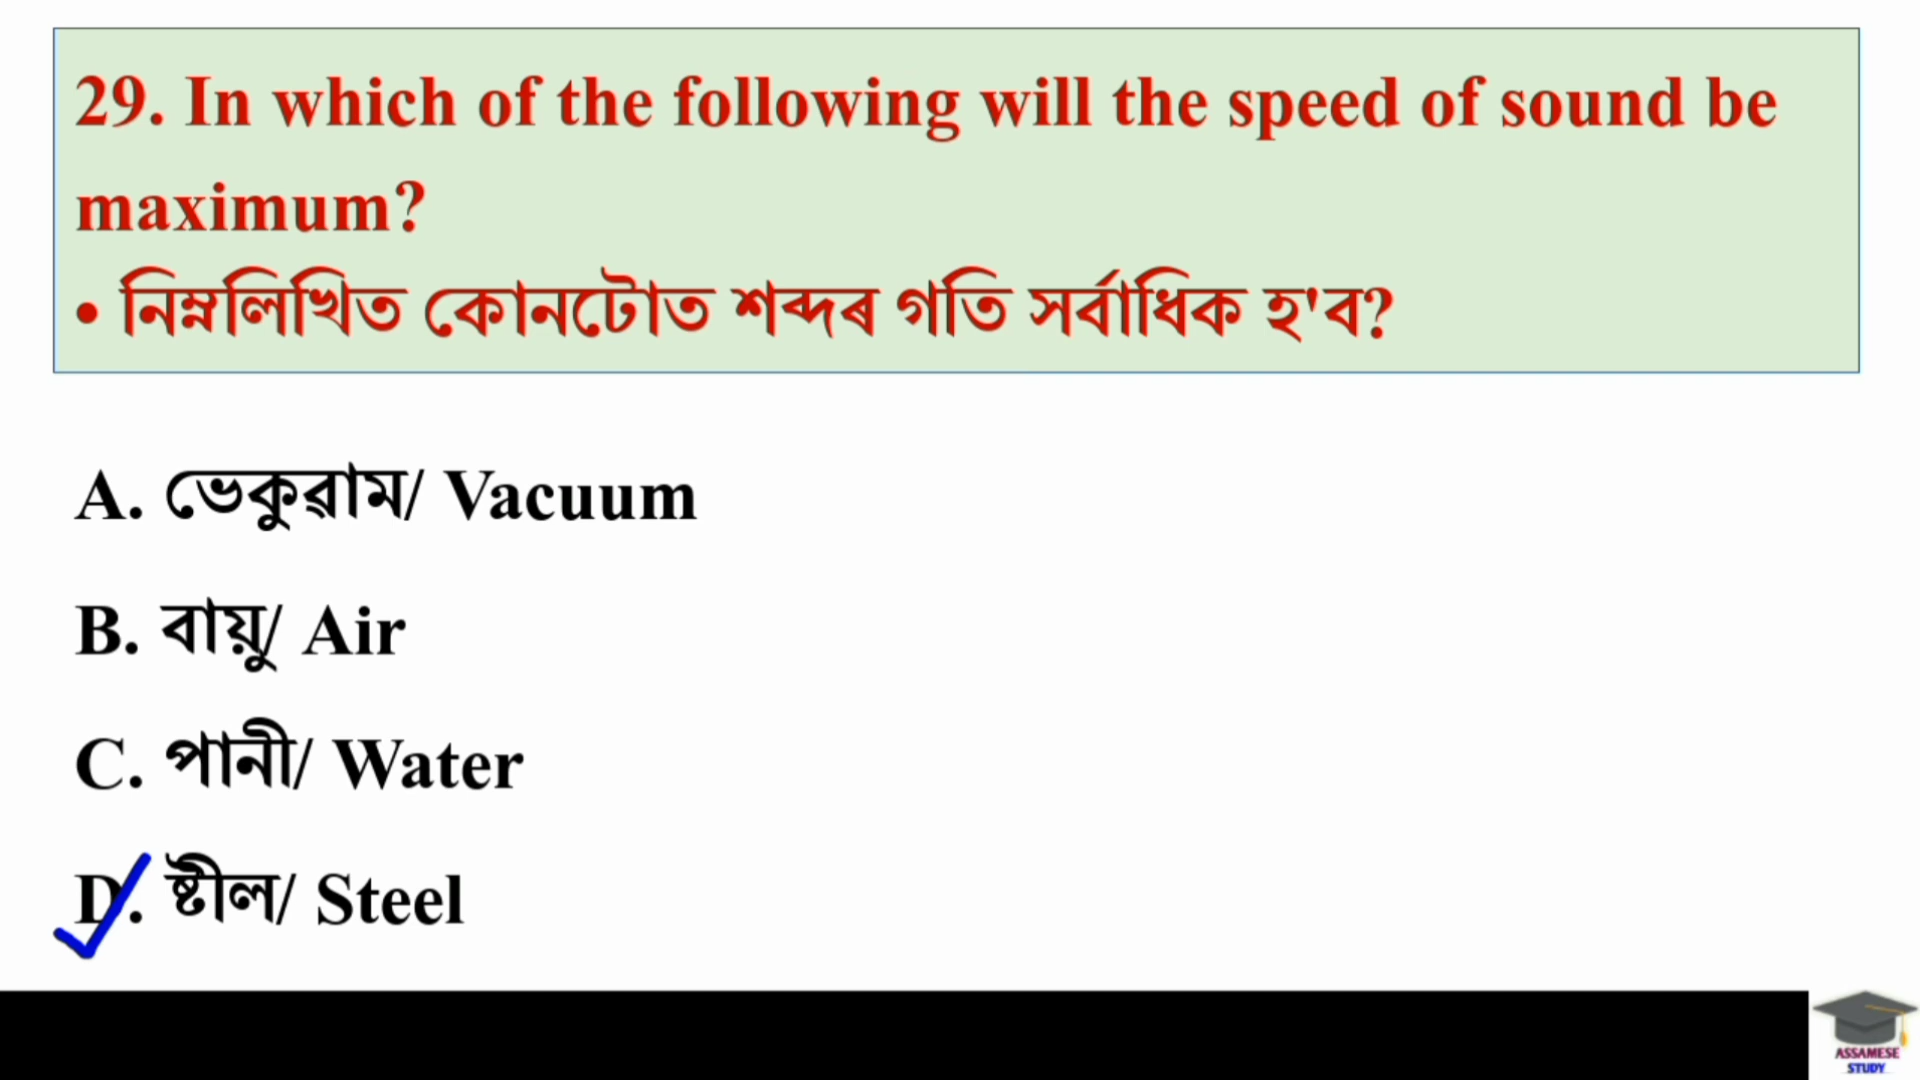 29. In which of the following will the speed of sound be
maximum?
• নিম্নলিখিত কোনটোত শব্দৰ গতি সৰ্বাধিক হ'ব?
A. ভেকুৱাম/ Vacuum
B. বায়ু/ Air
C. পানী/ Water
D. ষ্টীল/ Steel
ASSAMESE
STUDY